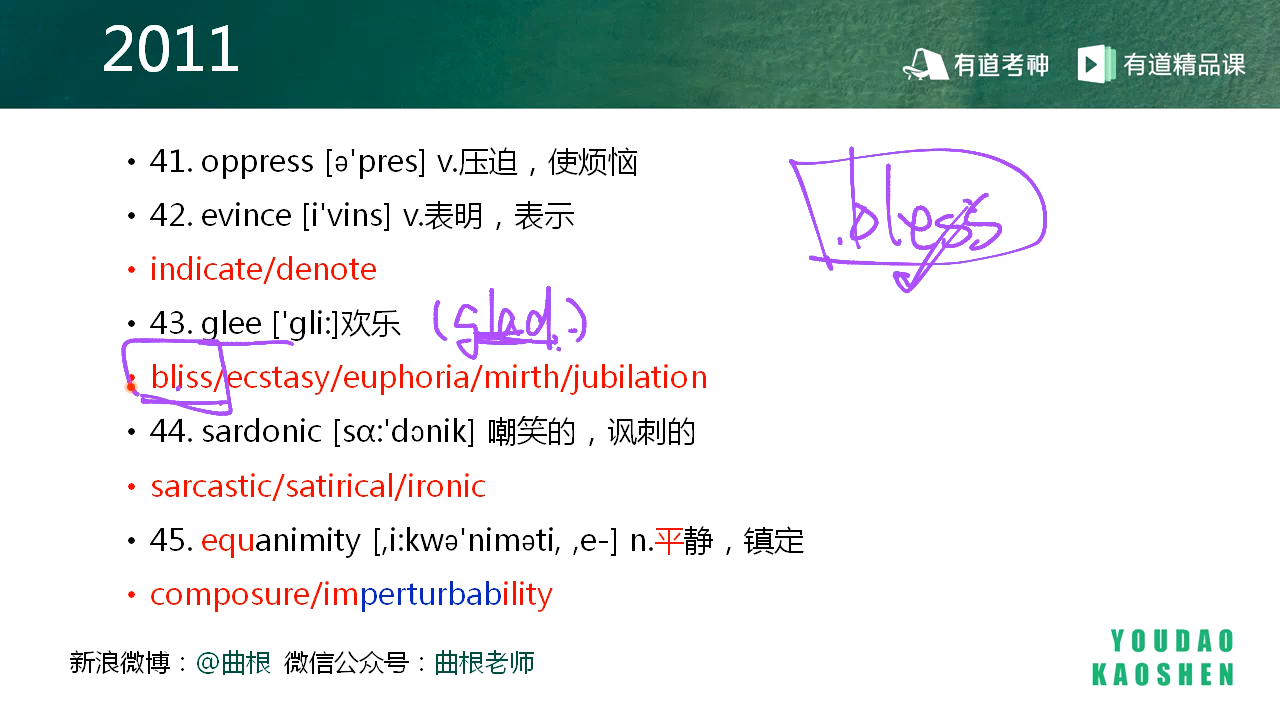 2011
有道考神 有道精品课
• 41. oppress [ə'pres] v.压迫，使烦恼
bless
• 42. evince [i'vins] v.表明，表示
• indicate/denote
• 43. glee ['gli:]欢乐 (glad.)
• bliss/ecstasy/euphoria/mirth/jubilation
• 44. sardonic [sɑ:'dɔnik] 嘲笑的，讽刺的
• sarcastic/satirical/ironic
• 45. equanimity [,i:kwə'niməti, ,e-] n.平静，镇定
• composure/imperturbability
新浪微博：@曲根 微信公众号：曲根老师
YOUDAO
KAOSHEN